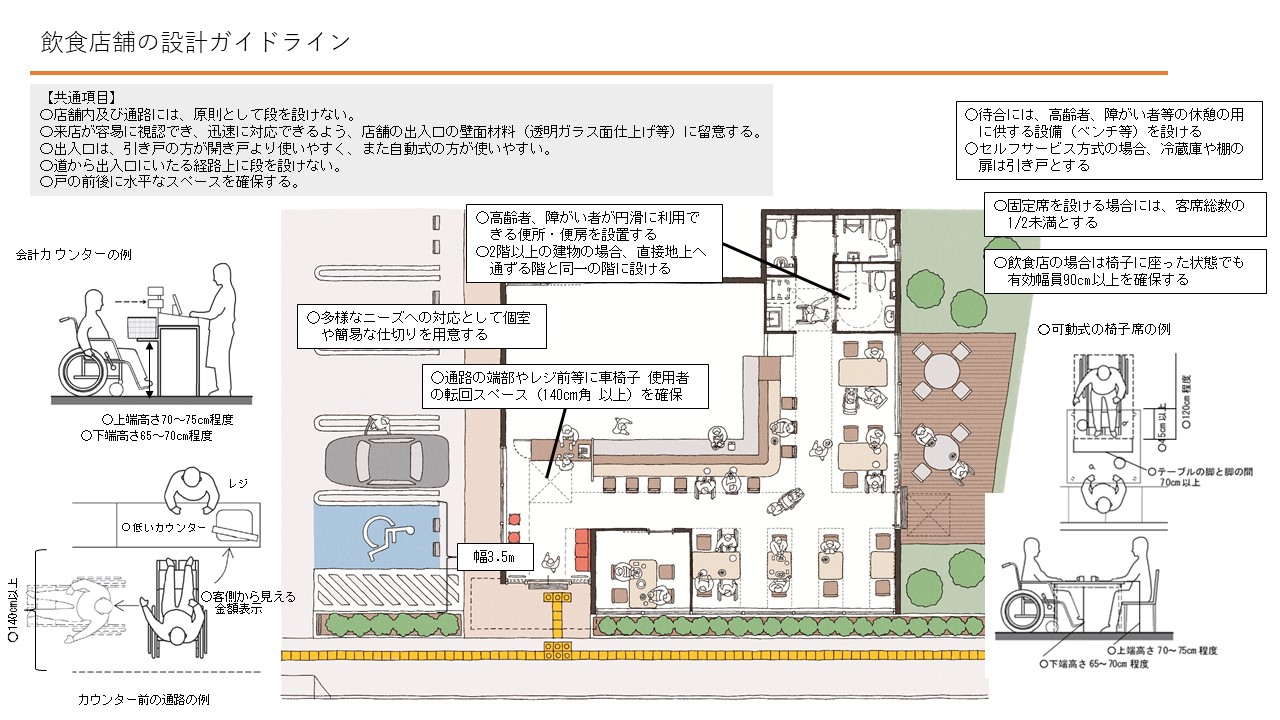 飲食店舗の設計ガイドライン
【共通項目】
○店舗内及び通路には、原則として段を設けない。
○来店が容易に視認でき、迅速に対応できるよう、店舗の出入口の壁面材料（透明ガラス面仕上げ等）に留意する。
○出入口は、引き戸の方が開き戸より使いやすく、また自動式の方が使いやすい。
○道から出入口にいたる経路上に段を設けない。
○戸の前後に水平なスペースを確保する。
○待合には、高齢者、障がい者等の休憩の用
に供する設備（ベンチ等）を設ける
○セルフサービス方式の場合、冷蔵庫や棚の
扉は引き戸とする
○固定席を設ける場合には、客席総数の
1/2未満とする
○飲食店の場合は椅子に座った状態でも
有効幅員90cm以上を確保する
○高齢者、障がい者が円滑に利用で
きる便所・便房を設置する
○2階以上の建物の場合、直接地上へ
通ずる階と同一の階に設ける
○多様なニーズへの対応として個室
や簡易な仕切りを用意する
○通路の端部やレジ前等に車椅子 使用者
の転回スペース（140cm角 以上）を確保
幅3.5m
会計カウンターの例
○上端高さ70～75cm程度
○下端高さ65～70cm程度
レジ
○低いカウンター
○客側から見える
金額表示
○140cm以上
カウンター前の通路の例
○可動式の椅子席の例
○120cm程度
○45cm以上
○テーブルの脚と脚の間
70cm以上
○上端高さ70～75cm程度
○下端高さ65～70cm程度